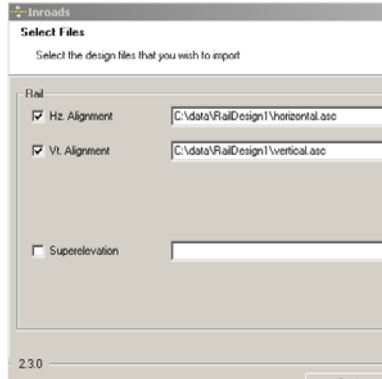 Inroads
Select Files
Select the design files that you wish to import
Rail
Hz. Alignment C:\data\RailDesign1\horizontal.asc
Vt. Alignment C:\data\RailDesign1\vertical.asc
Superelevation
2.3.0